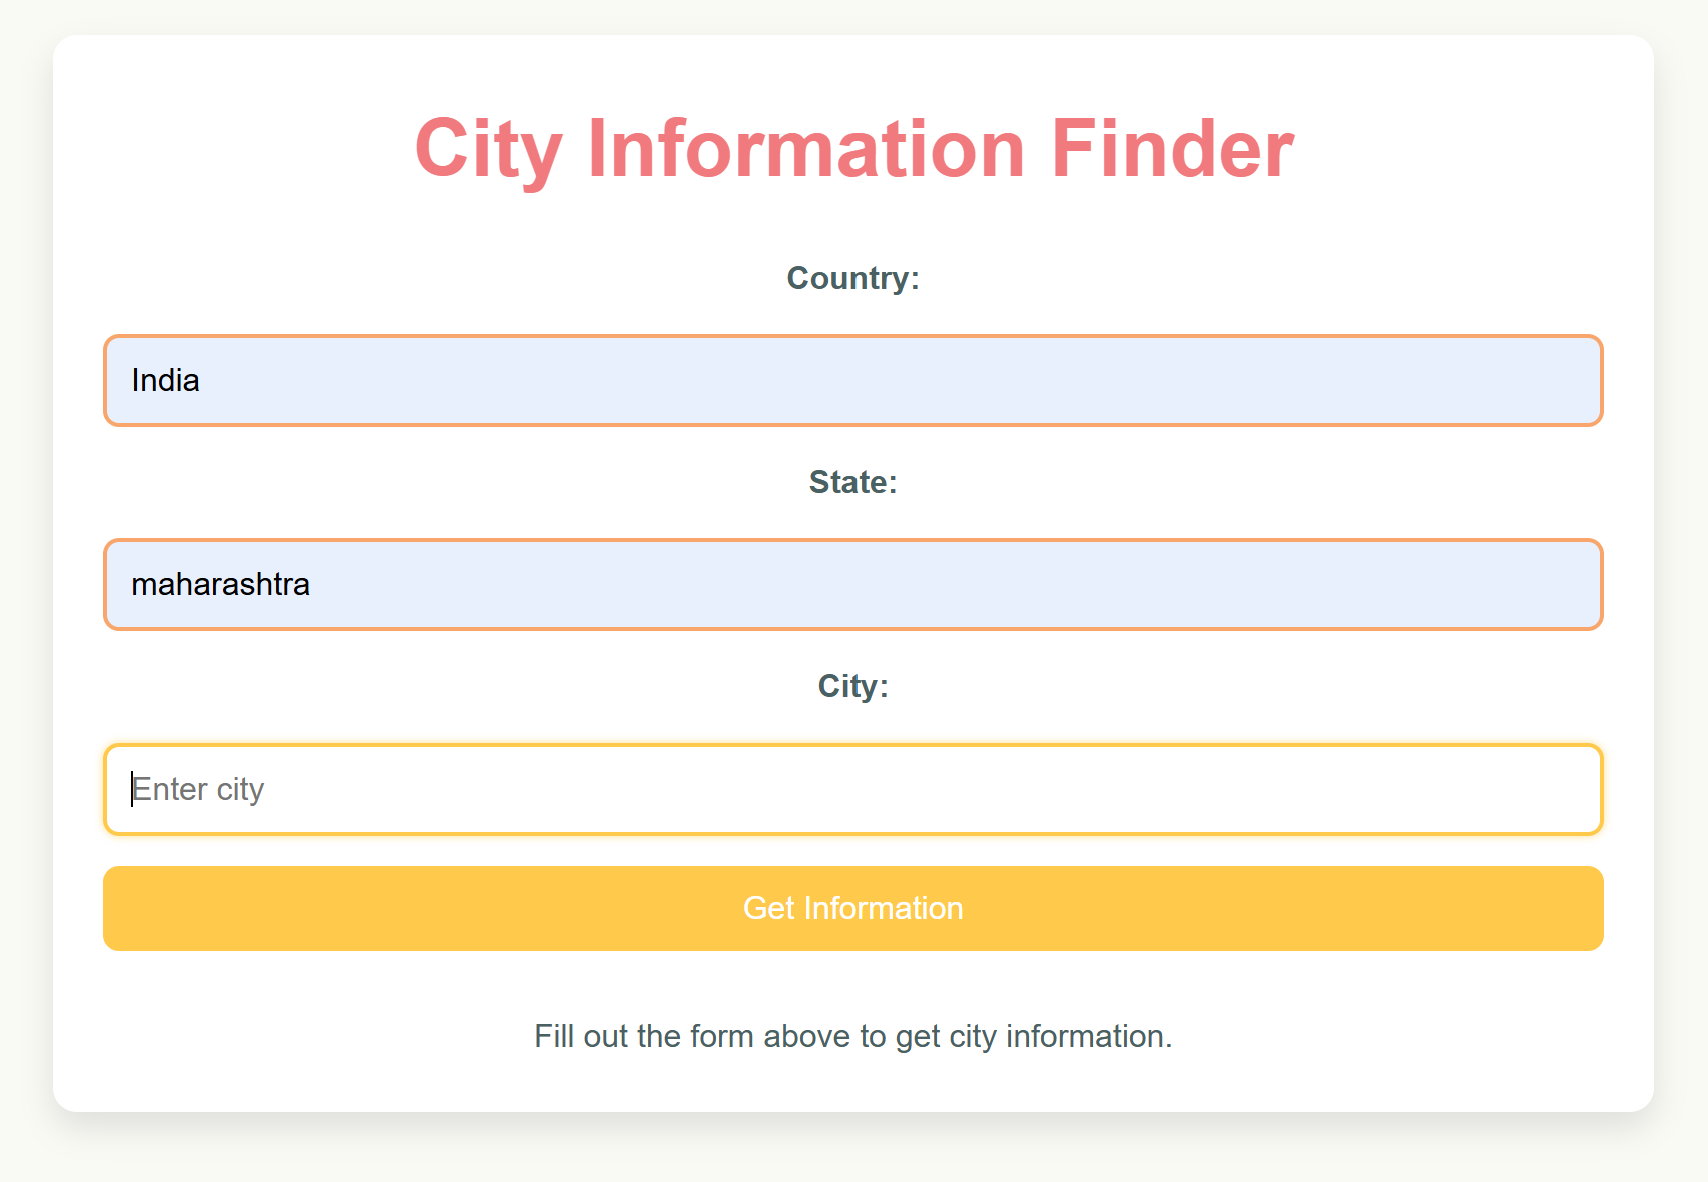 City Information Finder
Country:
India
State:
maharashtra
City:
Enter city
Get Information
Fill out the form above to get city information.